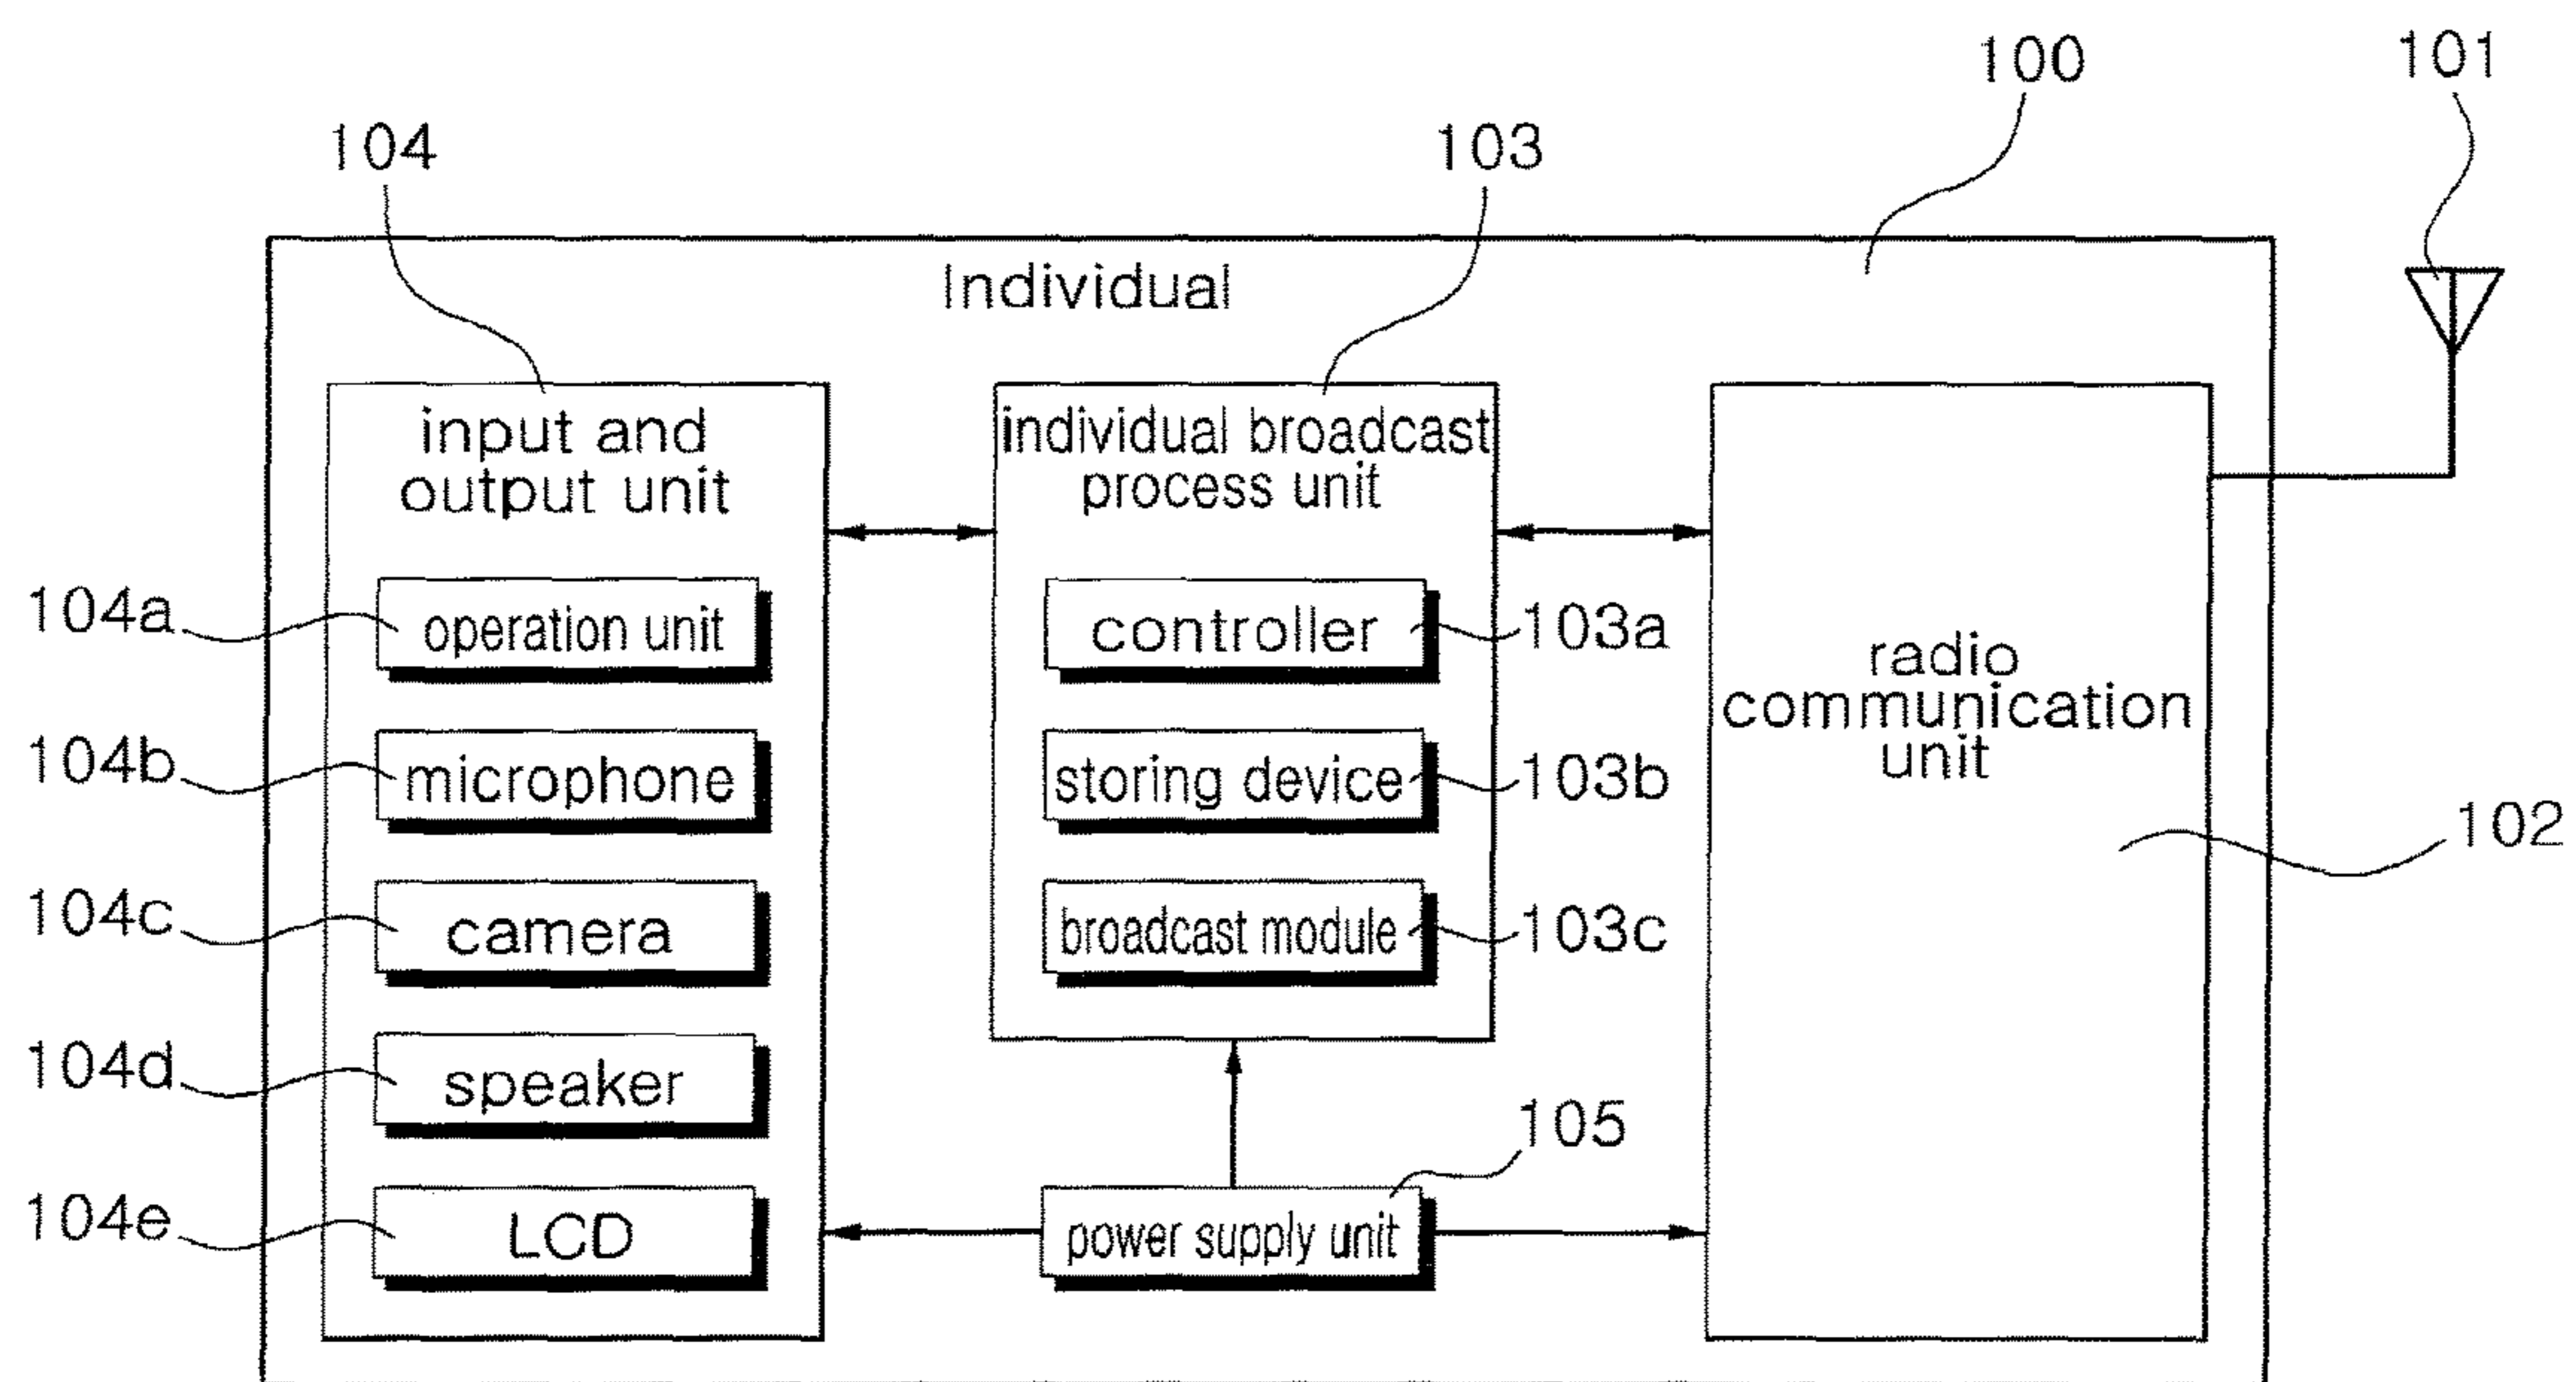 100
101
104
103
Individual
input and
output unit
individual broadcast
process unit
104a
operation unit
controller
103a
radio
communication
unit
104b
microphone
storing device
103b
102
104c
camera
broadcast module
103c
104d
speaker
105
104e
LCD
power supply unit